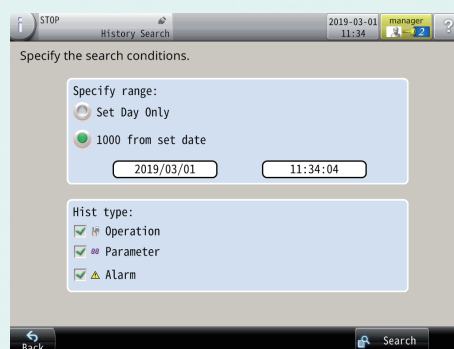 STOP
History Search
2019-03-01
11:34
manager
2
?
Specify the search conditions.
Specify range:
Set Day Only
1000 from set date
2019/03/01
11:34:04
Hist type:
Operation
Parameter
Alarm
Back
Search